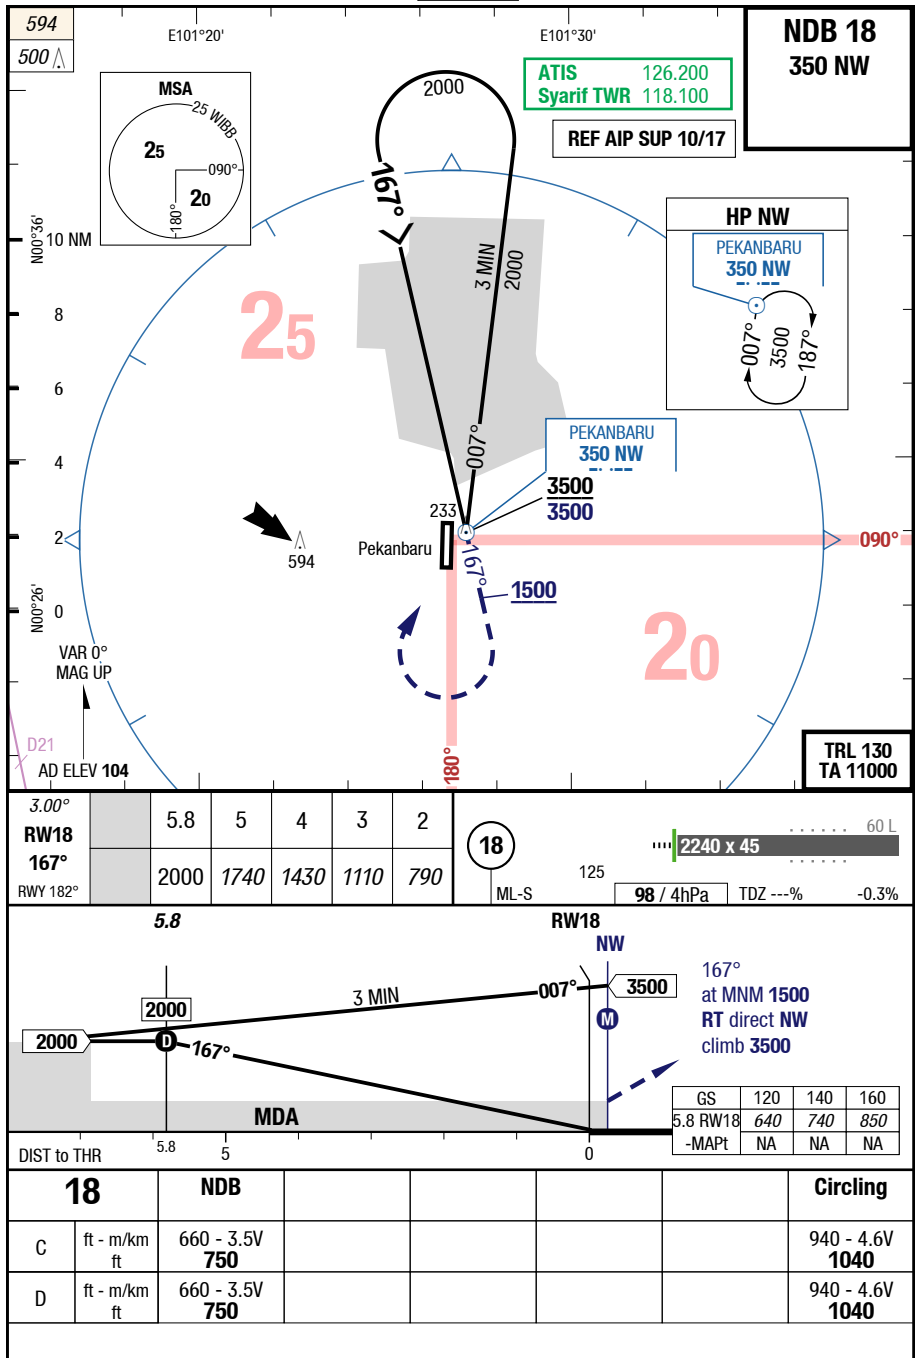 594
500
E101°20'
E101°30'
NDB 18
350 NW
ATIS 126.200
Syarif TWR 118.100
REF AIP SUP 10/17
MSA
25 WIBB
25
090°
20
180°
2000
167°
3 MIN
2000
007°
HP NW
PEKANBARU
350 NW
007°
3500
187°
N00°36'
10 NM
8
6
4
2
0
N00°26'
25
PEKANBARU
350 NW
3500
3500
233
Pekanbaru
594
090°
167°
1500
20
180°
VAR 0°
MAG UP
D21
AD ELEV 104
TRL 130
TA 11000
3.00°
RW18
167°
RWY 182°
5.8 5 4 3 2
2000 1740 1430 1110 790
18
ML-S
125
2240 x 45
60 L
98 / 4hPa
TDZ ---%
-0.3%
5.8
RW18
NW
2000
3 MIN
007°
3500
2000
D
167°
M
MDA
167°
at MNM 1500
RT direct NW
climb 3500
GS 120 140 160
5.8 RW18 640 740 850
-MAPt NA NA NA
DIST to THR
5.8
5
0
18 NDB Circling
C ft - m/km 660 - 3.5V 940 - 4.6V
ft 750 1040
D ft - m/km 660 - 3.5V 940 - 4.6V
ft 750 1040